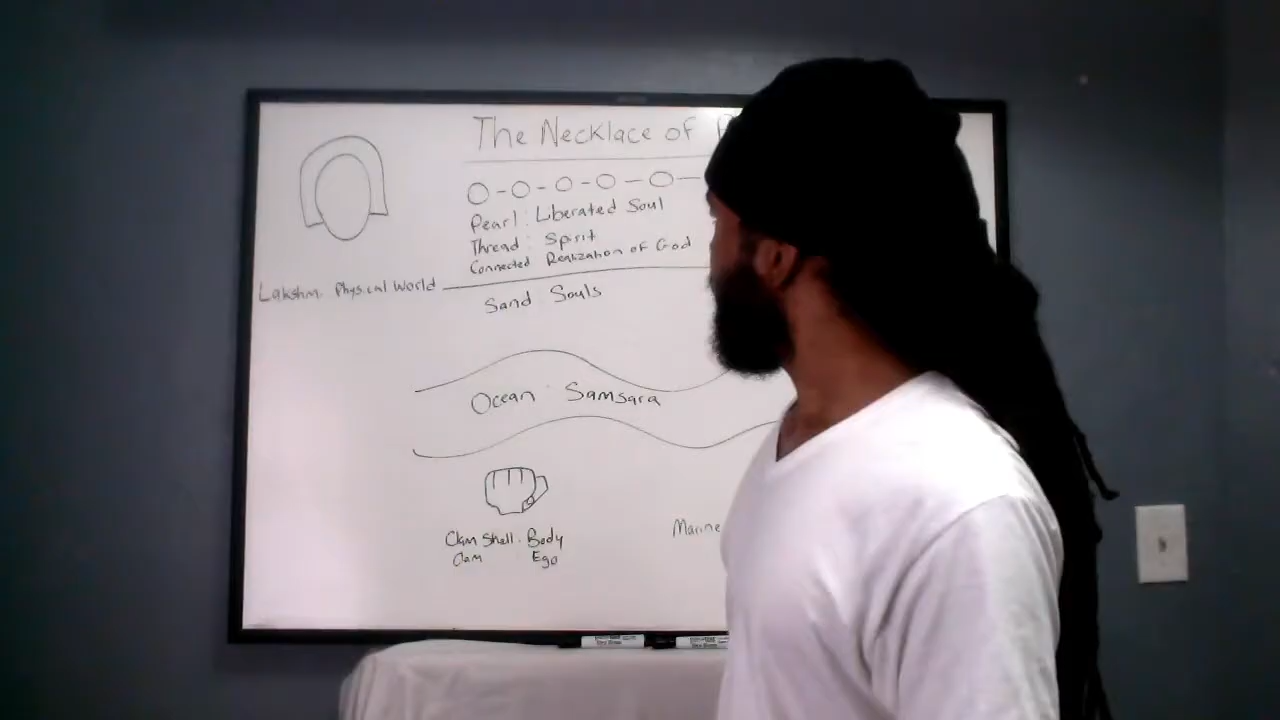 The Necklace of P
Pearl : Liberated Soul
Thread : Spirit
Connected Realization of God
Lakshmi Physical World
Sand Souls
Ocean : Samsara
Clam Shell : Body
Clam Ego
Marine